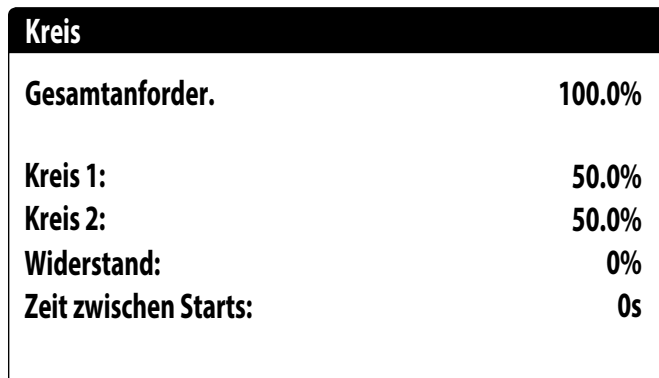 Kreis
Gesamtanforder. 100.0%
Kreis 1: 50.0%
Kreis 2: 50.0%
Widerstand: 0%
Zeit zwischen Starts: 0s